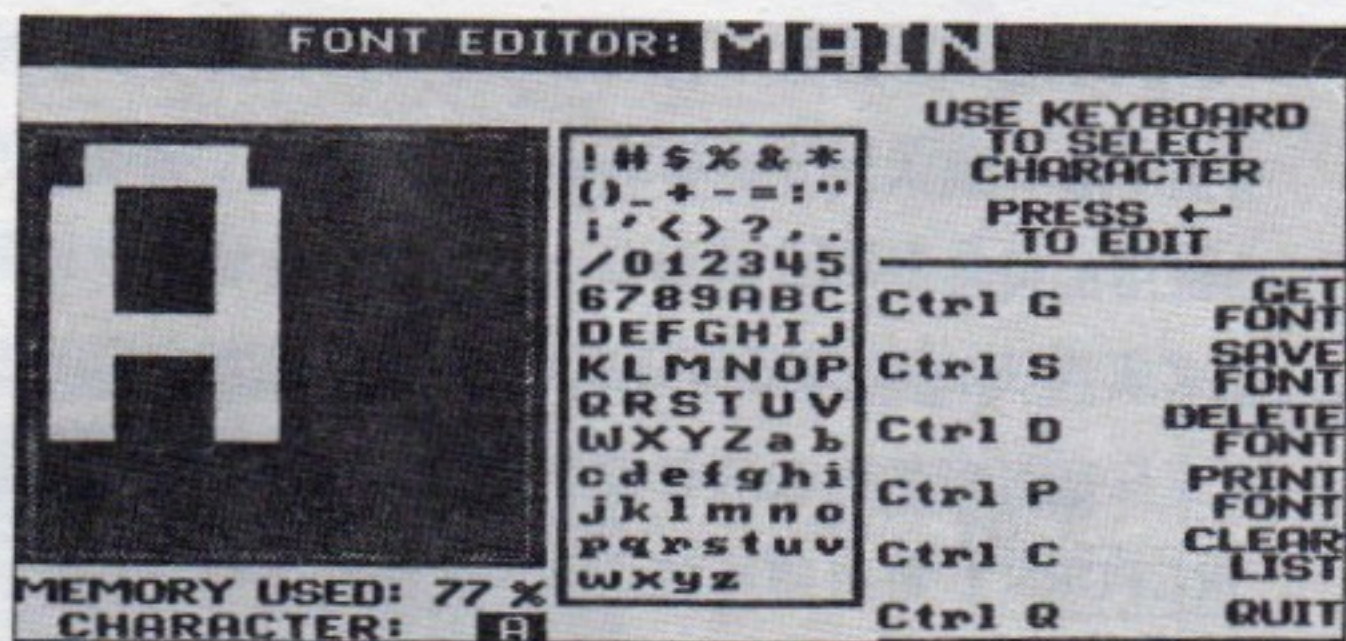 FONT EDITOR: MAIN
USE KEYBOARD
TO SELECT
CHARACTER
PRESS ↩
TO EDIT
! # $ % & *
( ) _ + - = : "
; ' < > ? , .
/ 0 1 2 3 4 5
6 7 8 9 A B C
D E F G H I J
K L M N O P
Q R S T U V
W X Y Z a b
c d e f g h i
j k l m n o
p q r s t u v
w x y z
Ctrl G GET FONT
Ctrl S SAVE FONT
Ctrl D DELETE FONT
Ctrl P PRINT FONT
Ctrl C CLEAR LIST
Ctrl Q QUIT
A
MEMORY USED: 77 %
CHARACTER: A